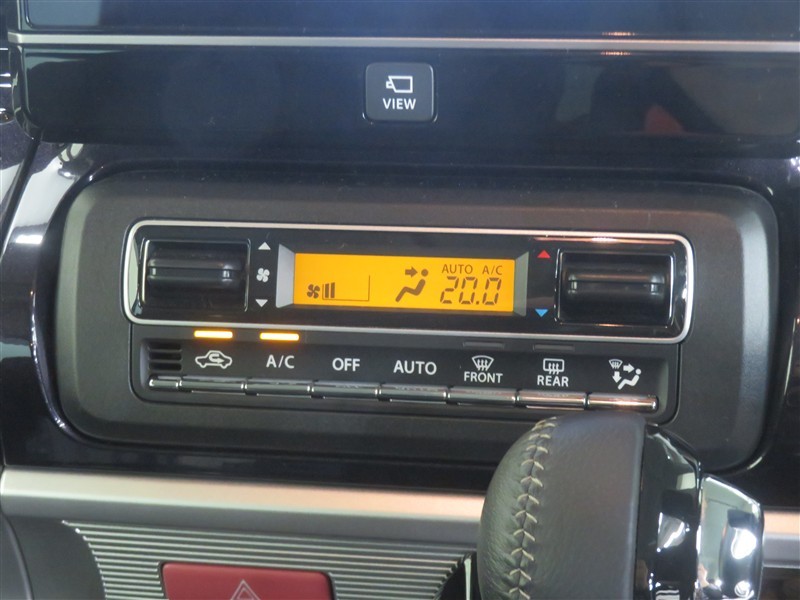 VIEW
AUTO A/C
20.0
A/C OFF AUTO FRONT REAR